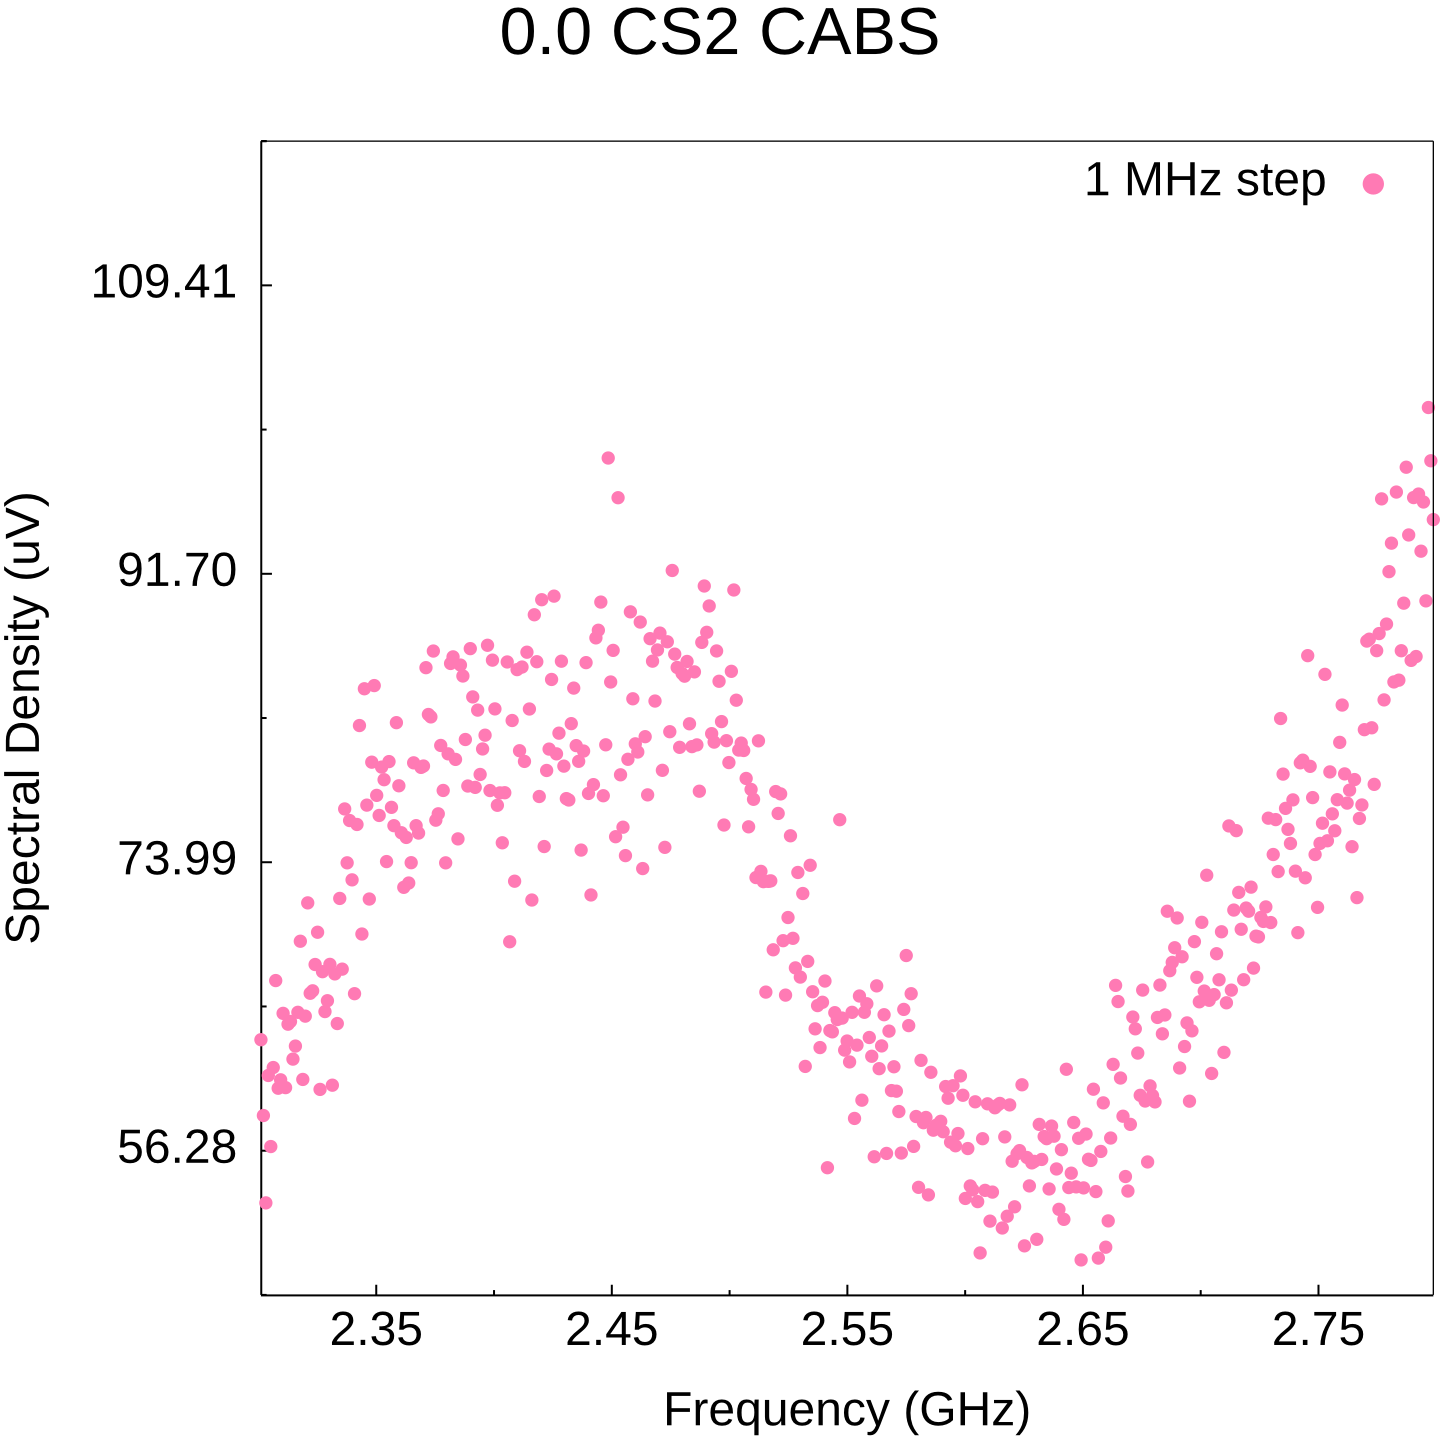 0.0 CS2 CABS
1 MHz step
109.41
91.70
73.99
56.28
Spectral Density (uV)
2.35 2.45 2.55 2.65 2.75
Frequency (GHz)